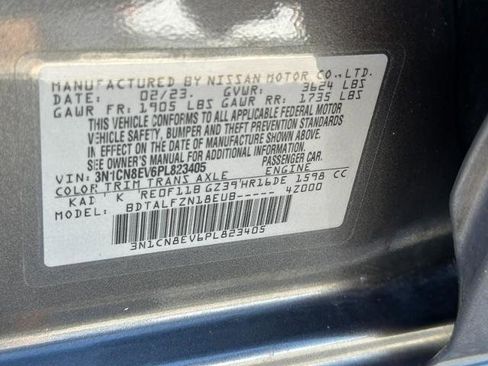 MANUFACTURED BY NISSAN MOTOR CO., LTD.
DATE: 02/23. GVWR: 3624 LBS
GAWR FR: 1905 LBS GAWR RR: 1735 LBS
THIS VEHICLE CONFORMS TO ALL APPLICABLE FEDERAL MOTOR
VEHICLE SAFETY, BUMPER AND THEFT PREVENTION STANDARDS
IN EFFECT ON THE DATE OF MANUFACTURE SHOWN ABOVE.
SEE OWNER'S MANUAL FOR ADDITIONAL INFORMATION.
VIN: 3N1CN8EV6PL823405 PASSENGER CAR.
COLOR TRIM TRANS AXLE ENGINE
KAD K RE0F11B GZ39 HR16DE 1598 CC
MODEL: BDTALFZN18EUB----- 4Z000
3N1CN8EV6PL823405